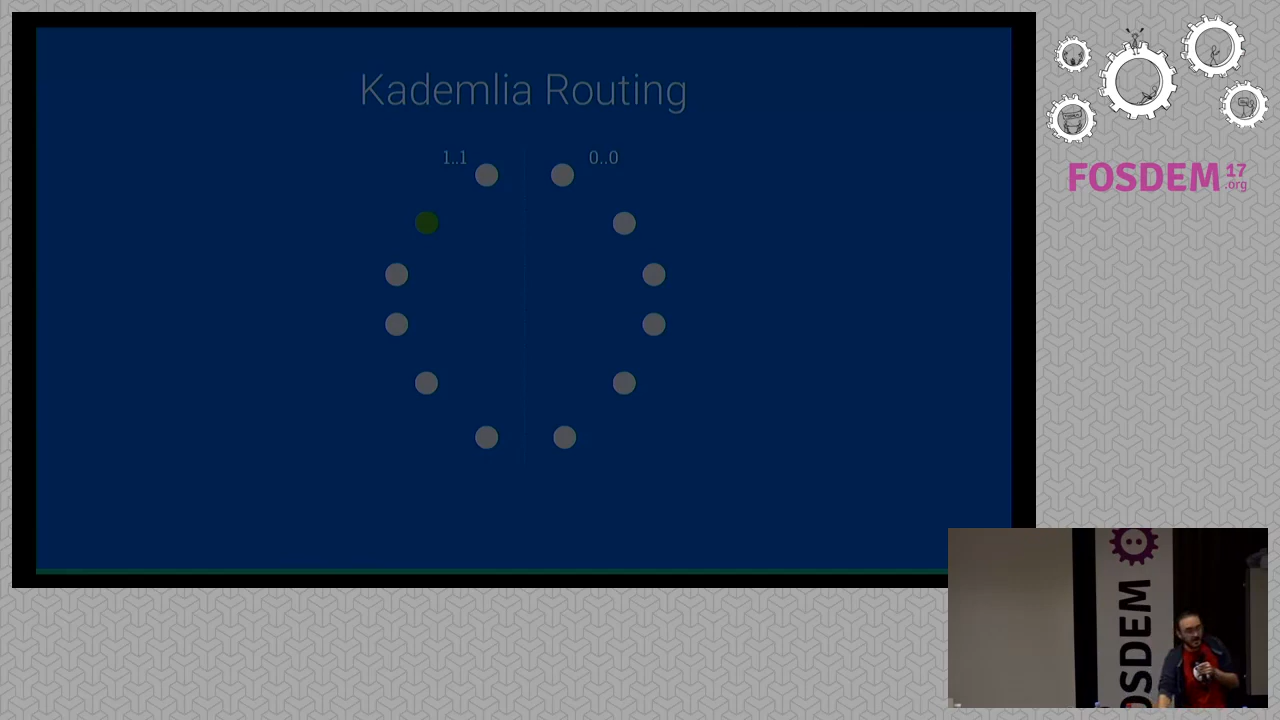 Kademlia Routing
1..1
0..0
FOSDEM 17
.org
FOSDEM